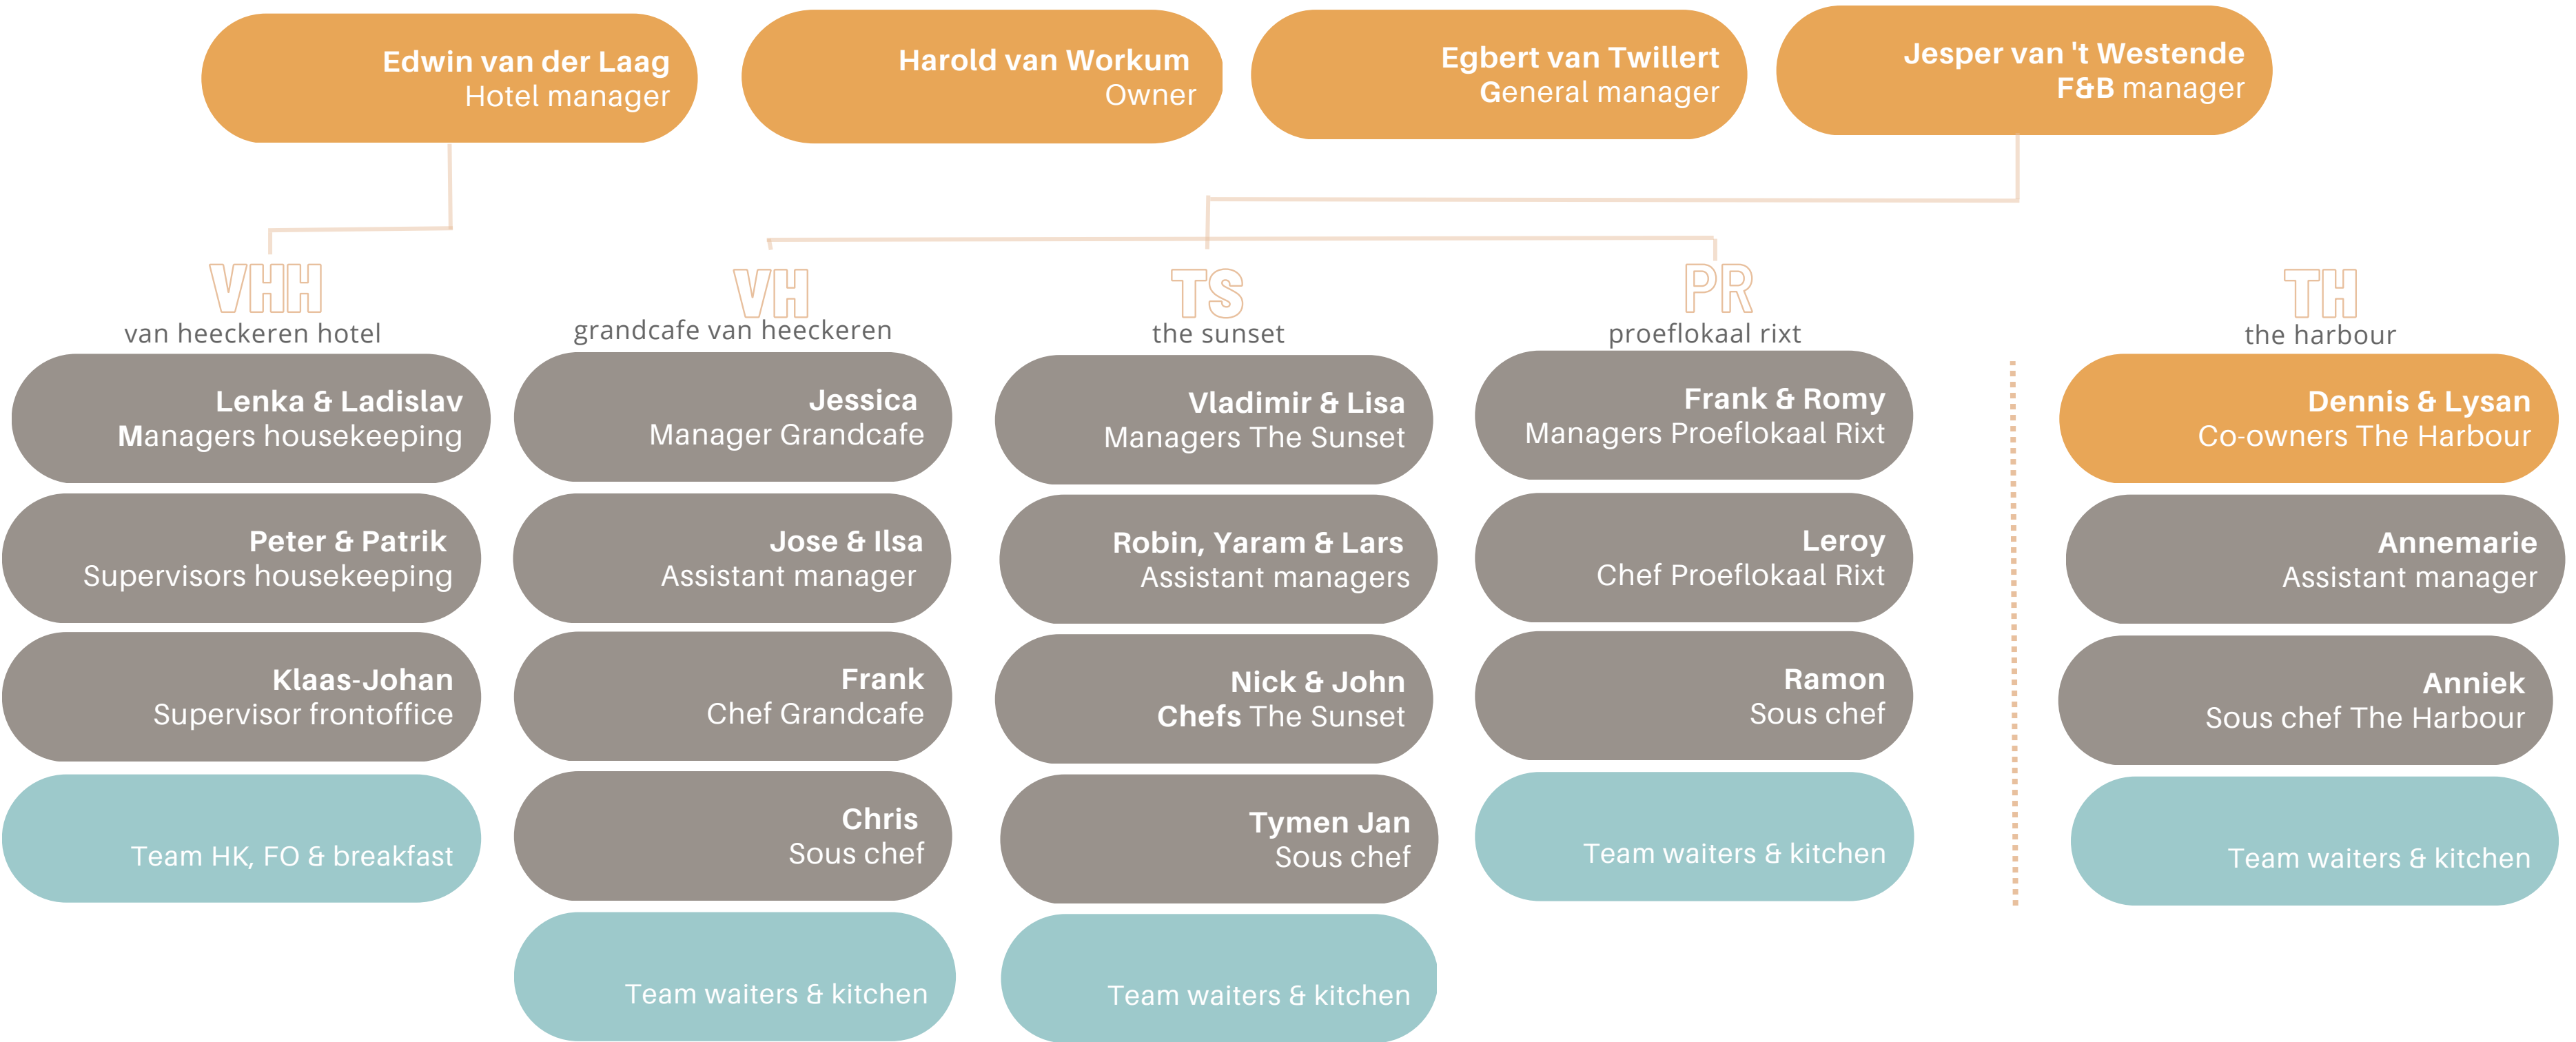 Edwin van der Laag
Hotel manager
Harold van Workum
Owner
Egbert van Twillert
General manager
Jesper van 't Westende
F&B manager
VHH
van heeckeren hotel
Lenka & Ladislav
Managers housekeeping
Peter & Patrik
Supervisors housekeeping
Klaas-Johan
Supervisor frontoffice
Team HK, FO & breakfast
VH
grandcafe van heeckeren
Jessica
Manager Grandcafe
Jose & Ilsa
Assistant manager
Frank
Chef Grandcafe
Chris
Sous chef
Team waiters & kitchen
TS
the sunset
Vladimir & Lisa
Managers The Sunset
Robin, Yaram & Lars
Assistant managers
Nick & John
Chefs The Sunset
Tymen Jan
Sous chef
Team waiters & kitchen
PR
proeflokaal rixt
Frank & Romy
Managers Proeflokaal Rixt
Leroy
Chef Proeflokaal Rixt
Ramon
Sous chef
Team waiters & kitchen
TH
the harbour
Dennis & Lysan
Co-owners The Harbour
Annemarie
Assistant manager
Anniek
Sous chef The Harbour
Team waiters & kitchen